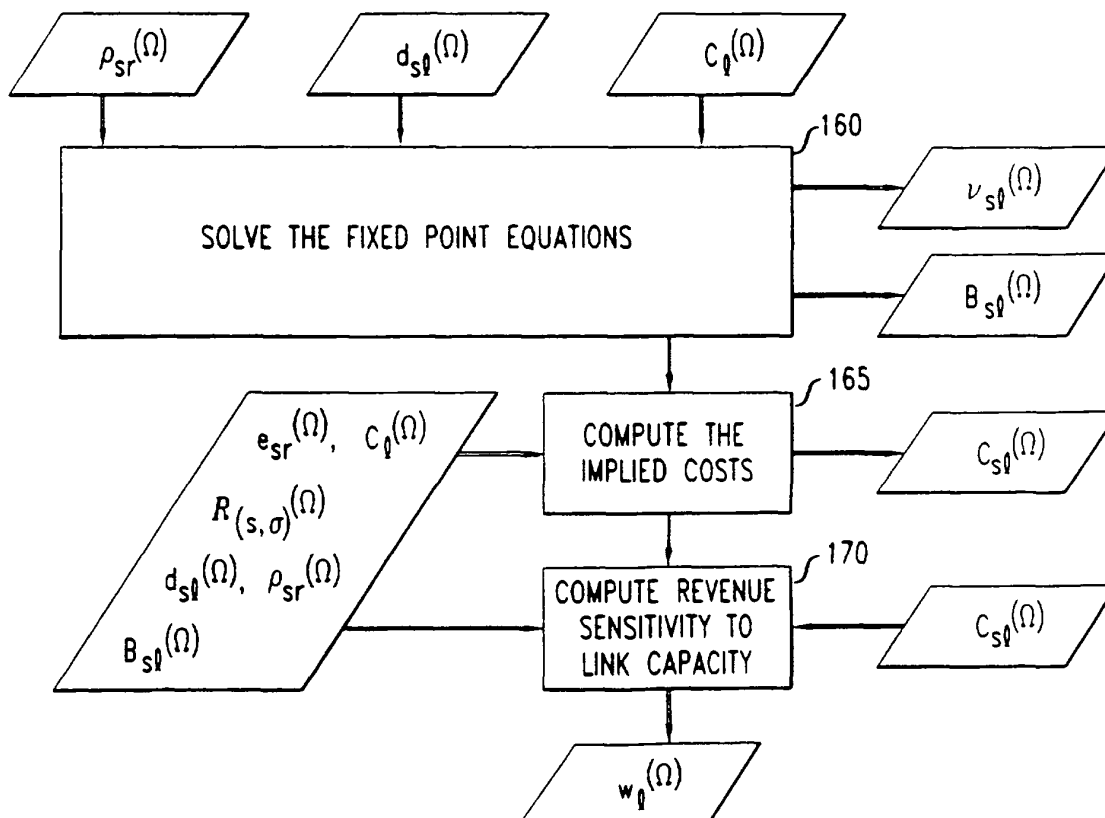 ρsr(Ω)
dsℓ(Ω)
Cℓ(Ω)
160
SOLVE THE FIXED POINT EQUATIONS
νsℓ(Ω)
Bsℓ(Ω)
165
esr(Ω), Cℓ(Ω)
R(s,σ)(Ω)
dsℓ(Ω), ρsr(Ω)
Bsℓ(Ω)
COMPUTE THE
IMPLIED COSTS
Csℓ(Ω)
170
COMPUTE REVENUE
SENSITIVITY TO
LINK CAPACITY
Csℓ(Ω)
wℓ(Ω)